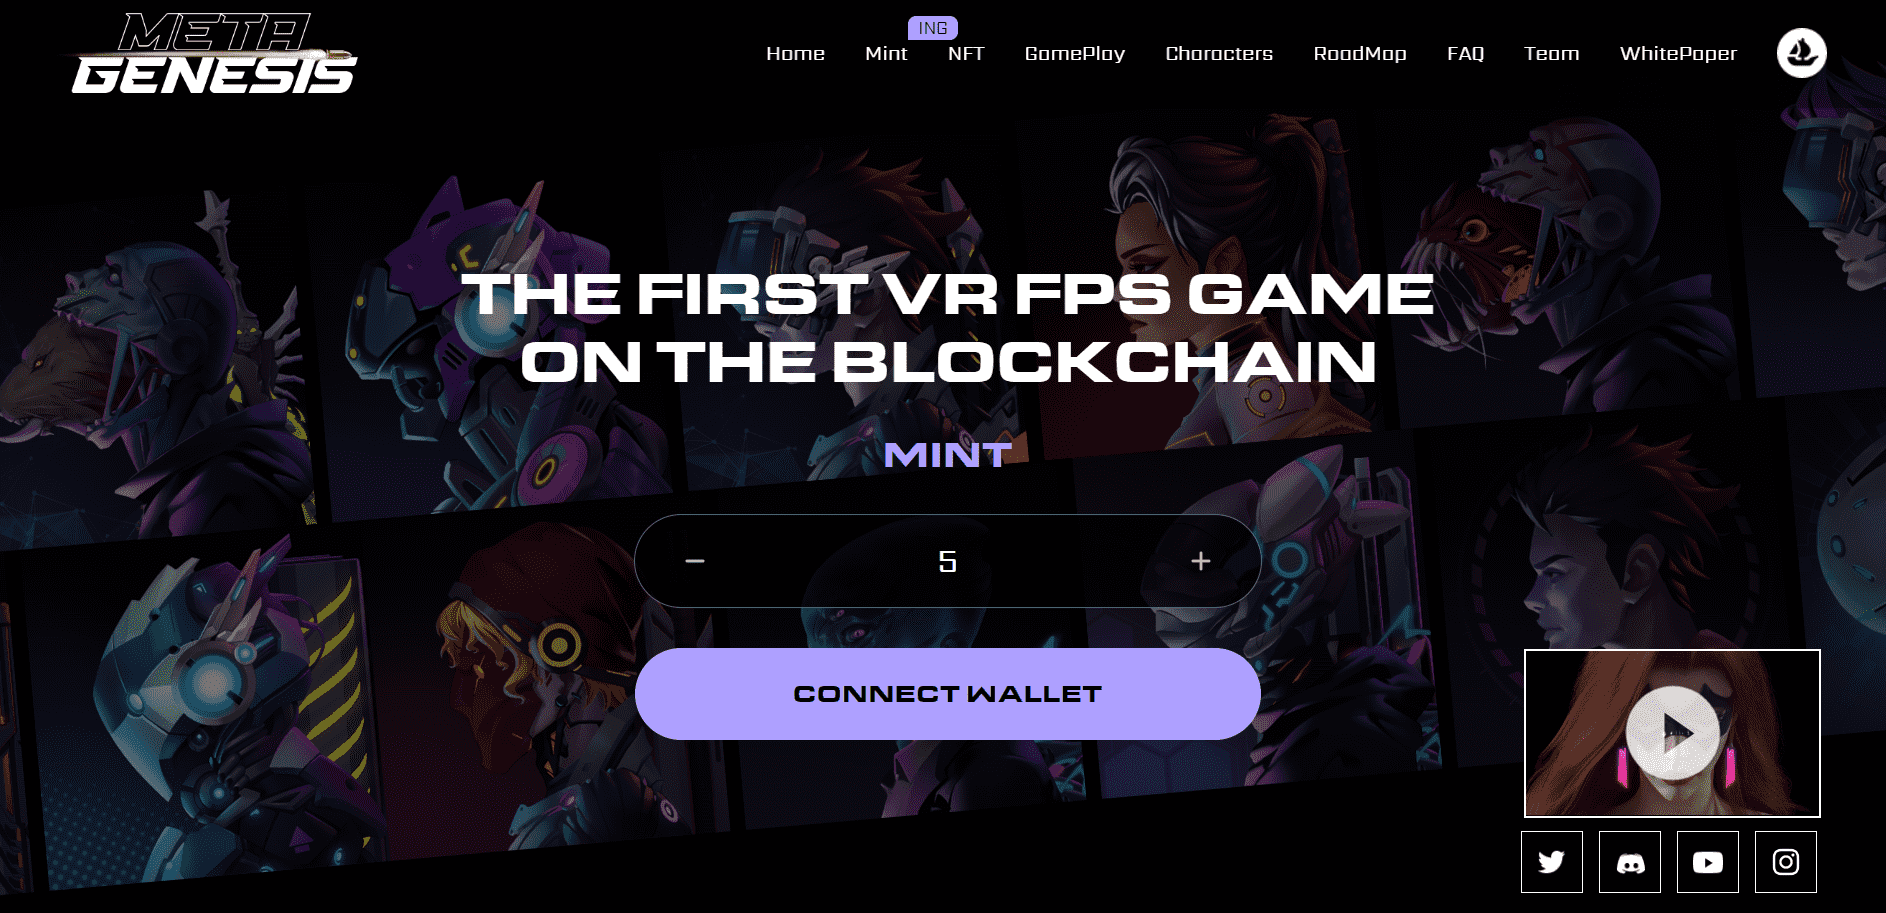 META
GENESIS
ING
Home Mint NFT GamePlay Characters RoadMap FAQ Team WhitePaper
THE FIRST VR FPS GAME
ON THE BLOCKCHAIN
MINT
− 5 +
CONNECT WALLET